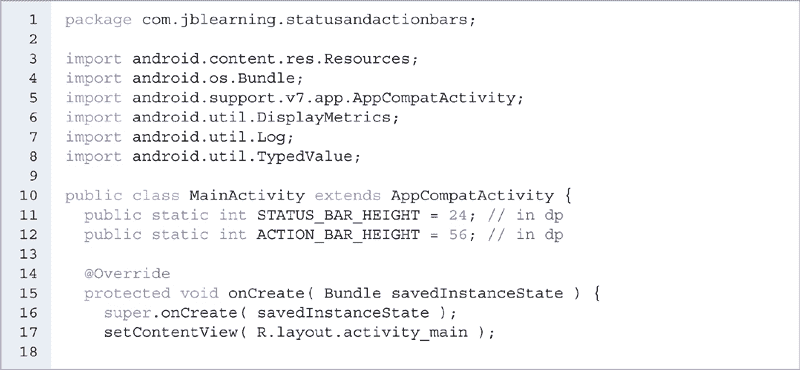 1 package com.jblearning.statusandactionbars;
2
3 import android.content.res.Resources;
4 import android.os.Bundle;
5 import android.support.v7.app.AppCompatActivity;
6 import android.util.DisplayMetrics;
7 import android.util.Log;
8 import android.util.TypedValue;
9
10 public class MainActivity extends AppCompatActivity {
11   public static int STATUS_BAR_HEIGHT = 24; // in dp
12   public static int ACTION_BAR_HEIGHT = 56; // in dp
13
14   @Override
15   protected void onCreate( Bundle savedInstanceState ) {
16     super.onCreate( savedInstanceState );
17     setContentView( R.layout.activity_main );
18